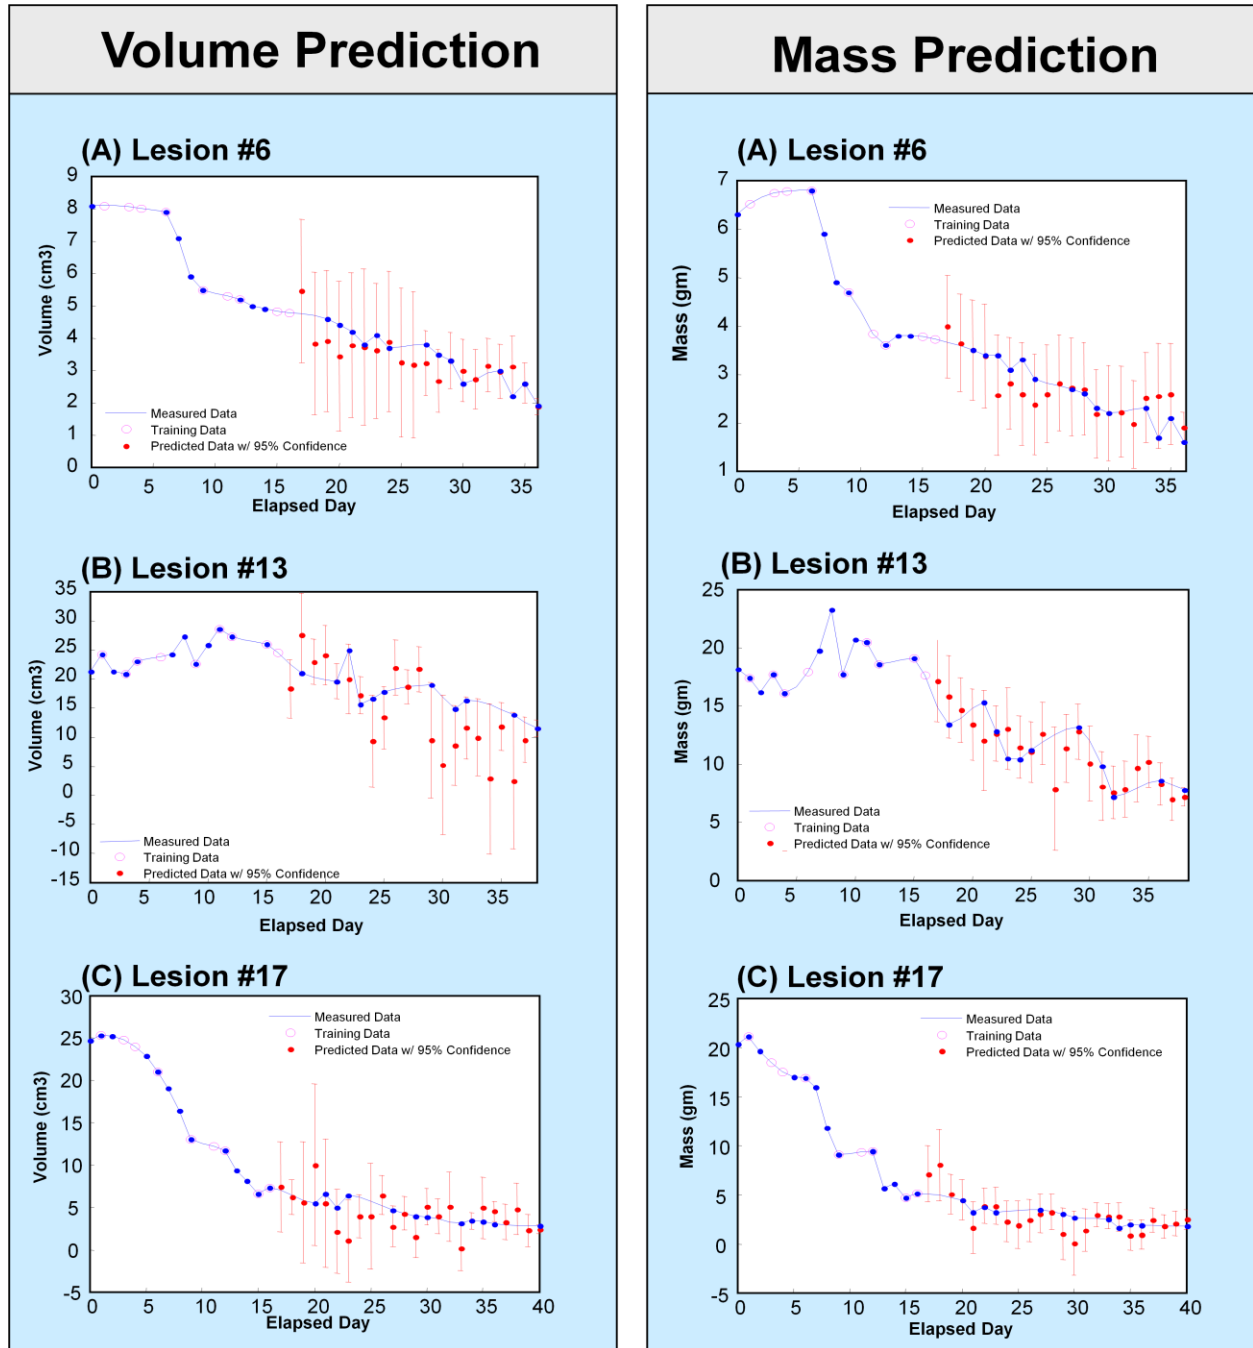 Volume Prediction
(A) Lesion #6
Volume (cm3)
9
8
7
6
5
4
3
2
1
0
Measured Data
Training Data
Predicted Data w/ 95% Confidence
0 5 10 15 20 25 30 35
Elapsed Day
(B) Lesion #13
Volume (cm3)
35
30
25
20
15
10
5
0
-5
-10
-15
Measured Data
Training Data
Predicted Data w/ 95% Confidence
0 5 10 15 20 25 30 35
Elapsed Day
(C) Lesion #17
Volume (cm3)
30
25
20
15
10
5
0
-5
Measured Data
Training Data
Predicted Data w/ 95% Confidence
0 5 10 15 20 25 30 35 40
Elapsed Day
Mass Prediction
(A) Lesion #6
Mass (gm)
7
6
5
4
3
2
1
Measured Data
Training Data
Predicted Data w/ 95% Confidence
0 5 10 15 20 25 30 35
Elapsed Day
(B) Lesion #13
Mass (gm)
25
20
15
10
5
0
Measured Data
Training Data
Predicted Data w/ 95% Confidence
0 5 10 15 20 25 30 35
Elapsed Day
(C) Lesion #17
Mass (gm)
25
20
15
10
5
0
-5
Measured Data
Training Data
Predicted Data w/ 95% Confidence
0 5 10 15 20 25 30 35 40
Elapsed Day